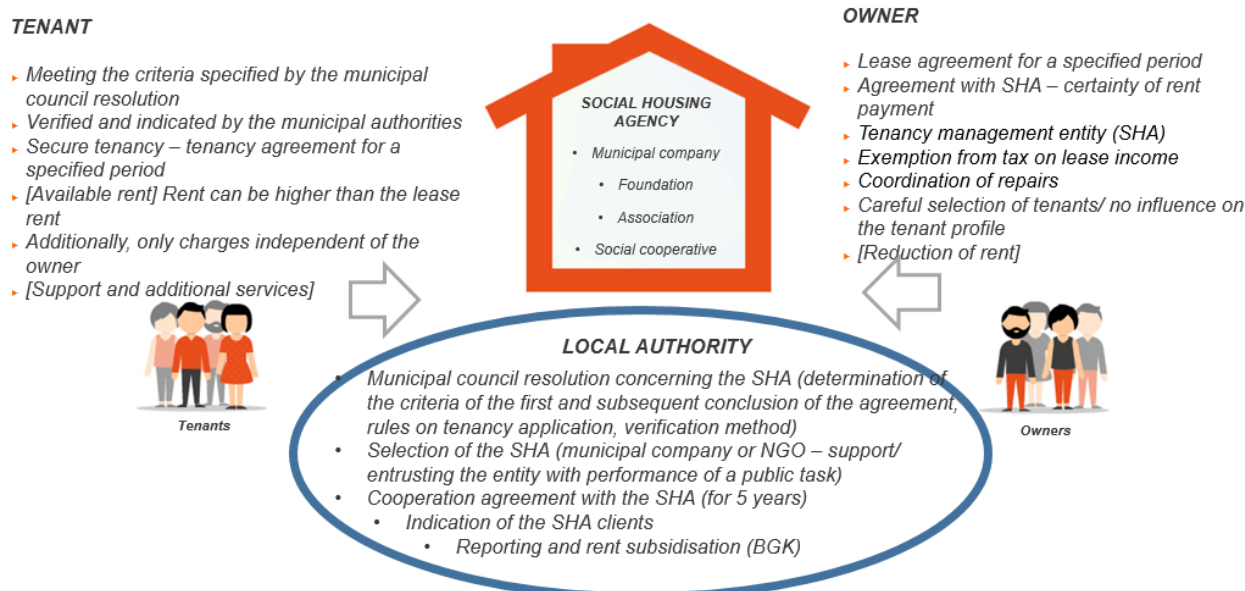 TENANT
▸ Meeting the criteria specified by the municipal
council resolution
▸ Verified and indicated by the municipal authorities
▸ Secure tenancy – tenancy agreement for a
specified period
▸ [Available rent] Rent can be higher than the lease
rent
▸ Additionally, only charges independent of the
owner
▸ [Support and additional services]
Tenants
SOCIAL HOUSING
AGENCY
• Municipal company
• Foundation
• Association
• Social cooperative
OWNER
▸ Lease agreement for a specified period
▸ Agreement with SHA – certainty of rent
payment
▸ Tenancy management entity (SHA)
▸ Exemption from tax on lease income
▸ Coordination of repairs
▸ Careful selection of tenants/ no influence on
the tenant profile
▸ [Reduction of rent]
Owners
LOCAL AUTHORITY
• Municipal council resolution concerning the SHA (determination of
the criteria of the first and subsequent conclusion of the agreement,
rules on tenancy application, verification method)
• Selection of the SHA (municipal company or NGO – support/
entrusting the entity with performance of a public task)
• Cooperation agreement with the SHA (for 5 years)
• Indication of the SHA clients
• Reporting and rent subsidisation (BGK)